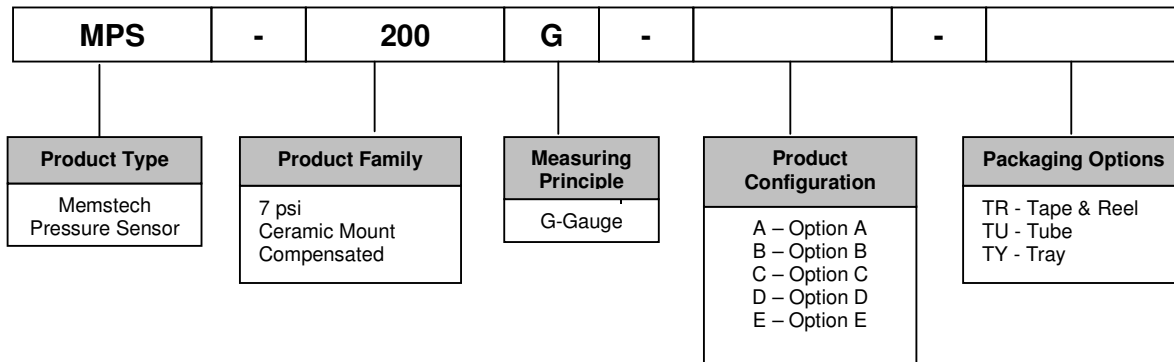 MPS - 200 G - -
Product Type
Memstech
Pressure Sensor
Product Family
7 psi
Ceramic Mount
Compensated
Measuring
Principle
G-Gauge
Product
Configuration
A – Option A
B – Option B
C – Option C
D – Option D
E – Option E
Packaging Options
TR - Tape & Reel
TU - Tube
TY - Tray